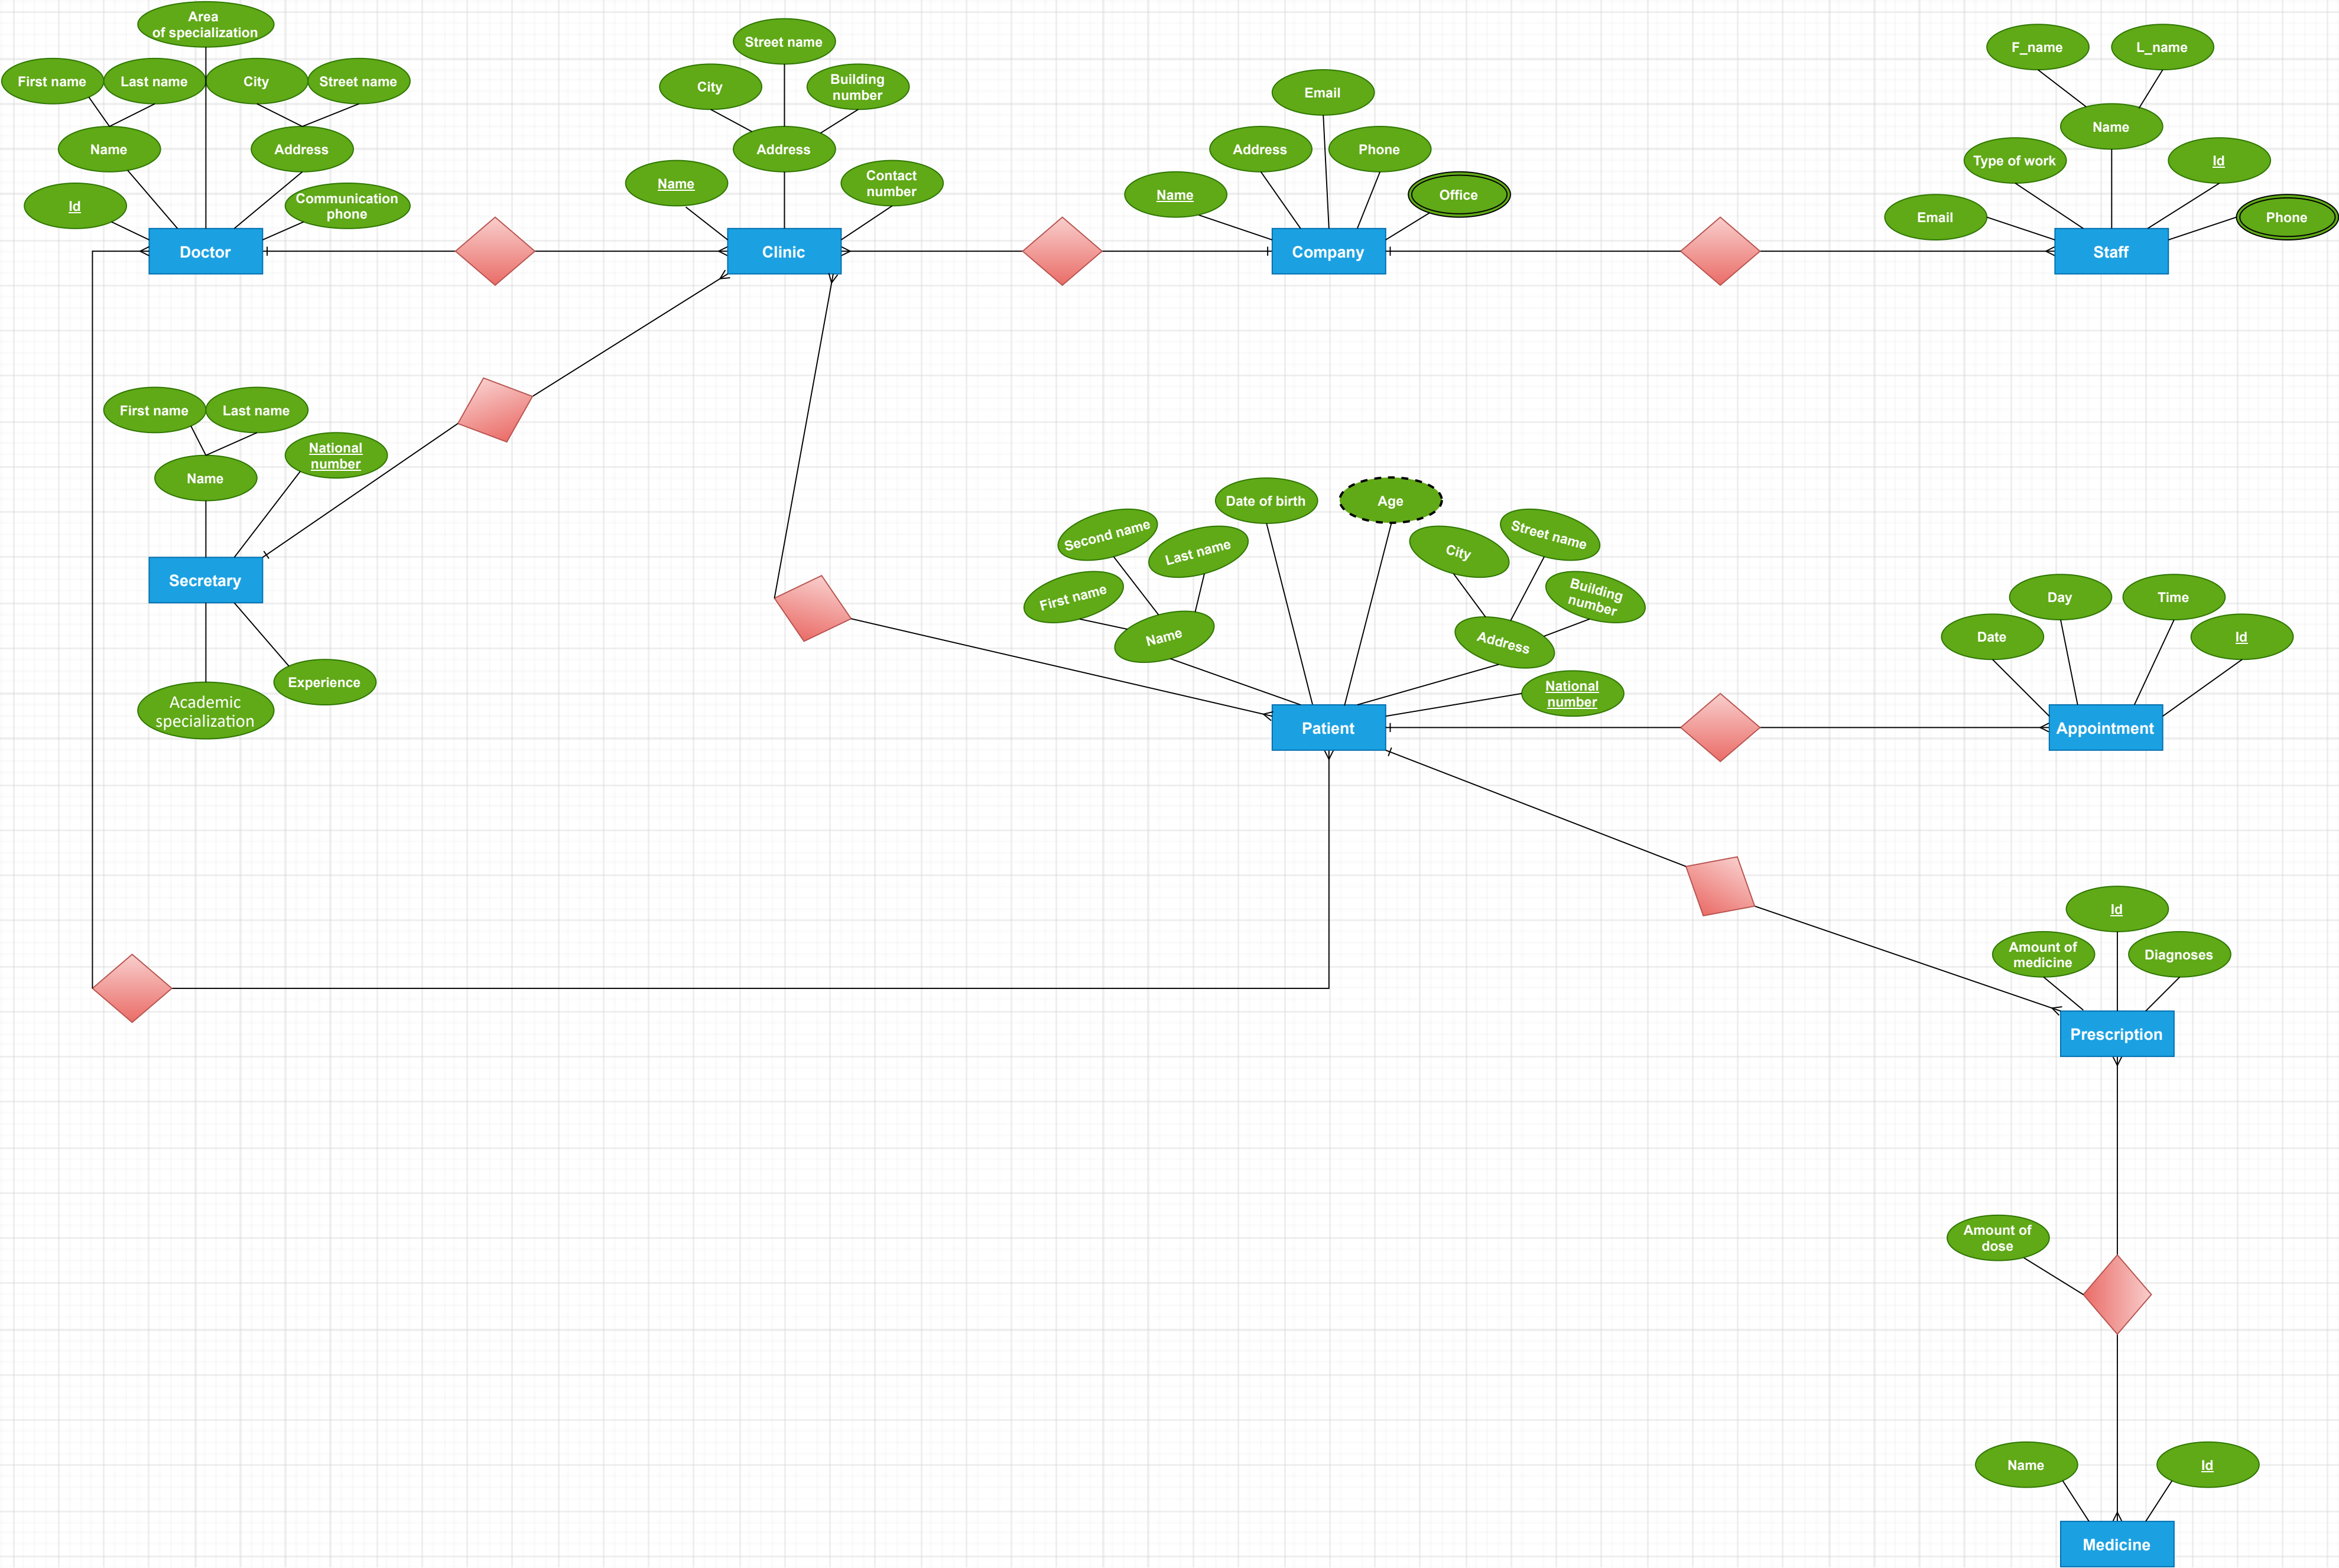 Area
of specialization
First name
Last name
City
Street name
Name
Address
Id
Communication
phone
Doctor
Street name
City
Building
number
Address
Name
Contact
number
Clinic
Email
Address
Phone
Name
Office
Company
F_name
L_name
Name
Type of work
Id
Email
Phone
Staff
First name
Last name
National
number
Name
Secretary
Academic
specialization
Experience
Date of birth
Age
Second name
Last name
First name
Name
City
Street name
Building
number
Address
National
number
Patient
Day
Time
Date
Id
Appointment
Id
Amount of
medicine
Diagnoses
Prescription
Amount of
dose
Name
Id
Medicine